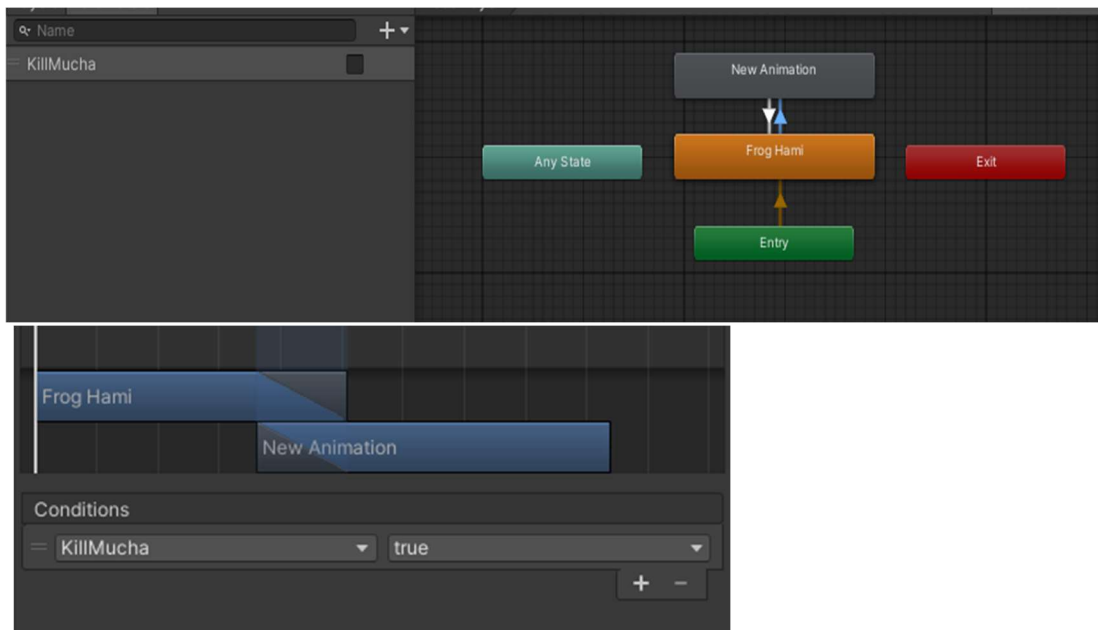 Name
KillMucha
New Animation
Frog Hami
Any State
Exit
Entry
Frog Hami
New Animation
Conditions
KillMucha
true